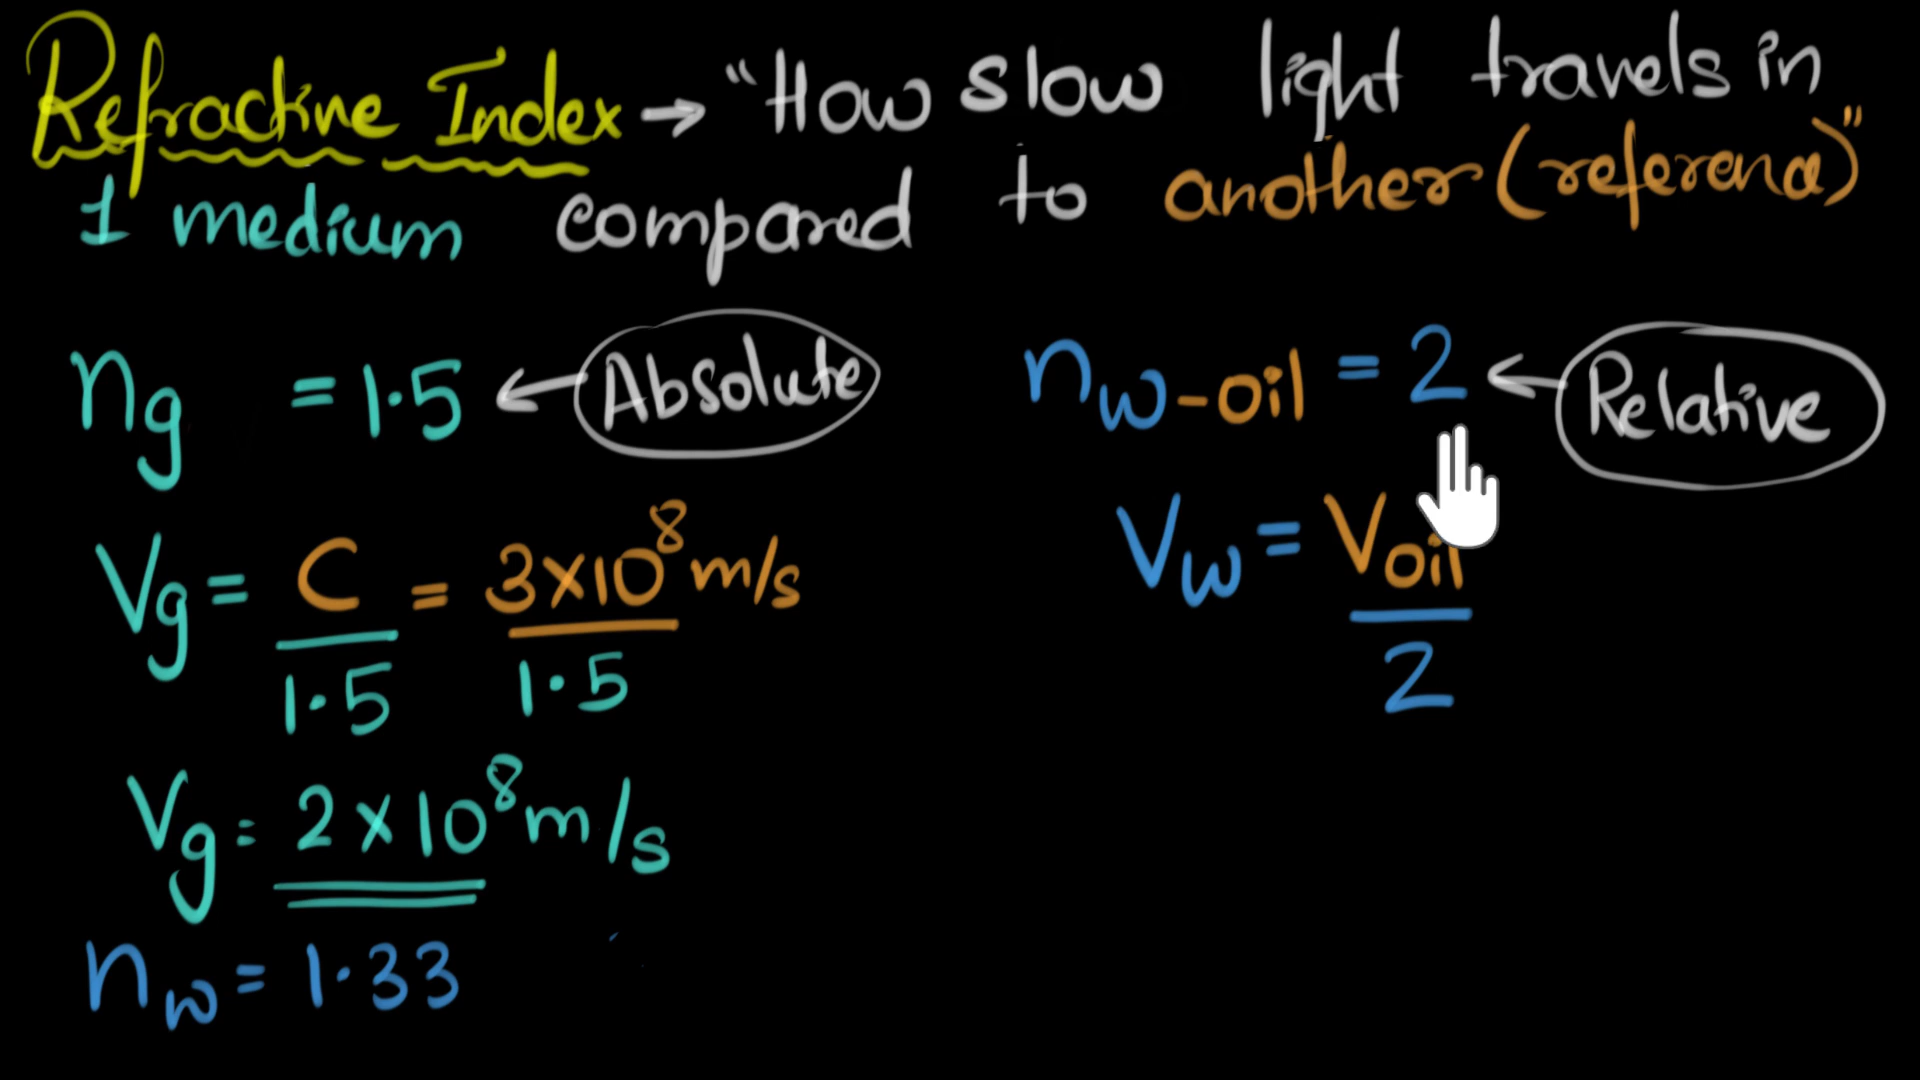 Refractive Index → "How slow light travels in
1 medium compared to another (reference)"
ng = 1.5 ← Absolute
nw-oil = 2 ← Relative
Vg = C/1.5 = 3×10⁸ m/s / 1.5
Vw = Voil/2
Vg = 2×10⁸ m/s
nw = 1.33